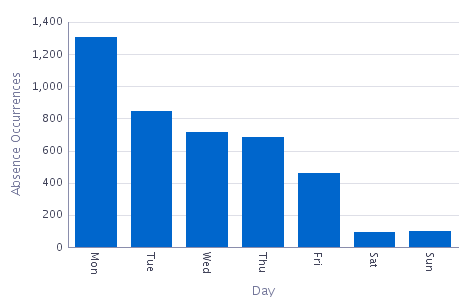 1,400
1,200
1,000
800
600
400
200
0
Absence Occurrences
Mon
Tue
Wed
Thu
Fri
Sat
Sun
Day